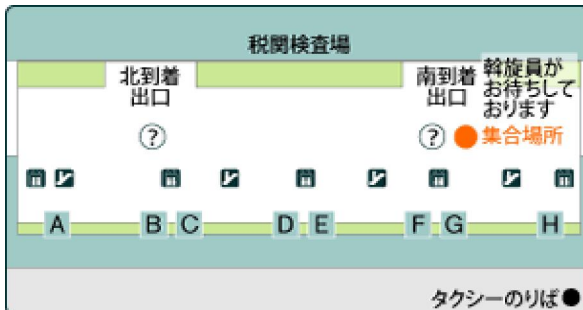 税関検査場
北到着
出口
南到着
出口
斡旋員が
お待ちして
おります
?
?
集合場所
A
B
C
D
E
F
G
H
タクシーのりば